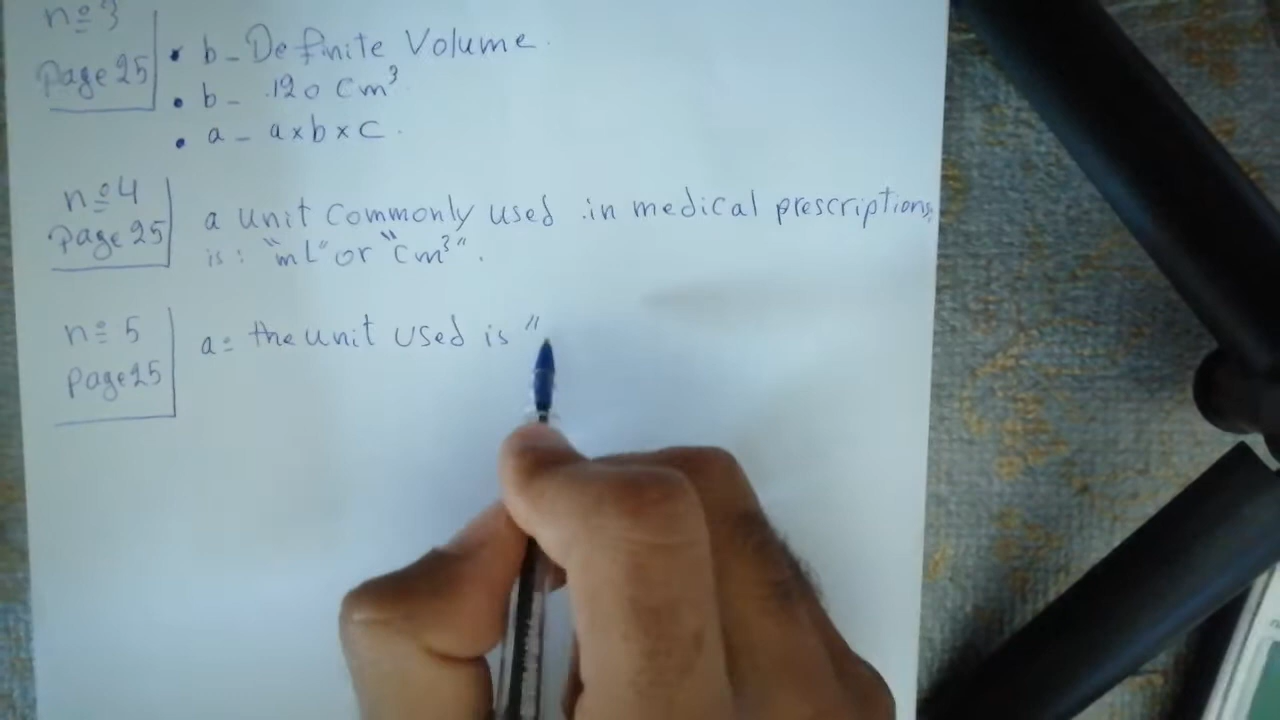 n=º 3
page 25
• b - Definite Volume.
• b - 120 cm³
• a - a x b x c.
n=º 4
page 25
a unit commonly used in medical prescriptions
is: "mL" or "cm³".
n=º 5
page 25
a= the unit used is "